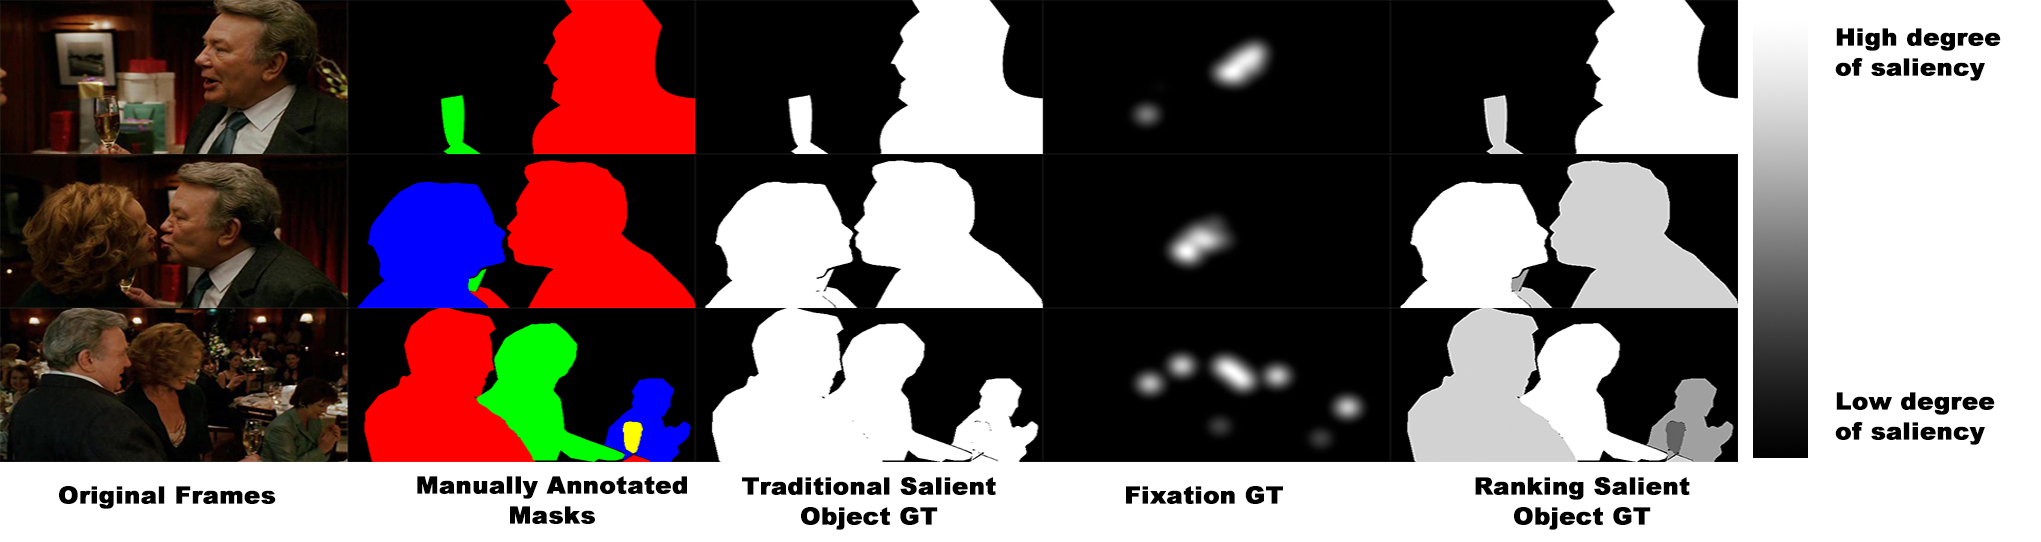 High degree
of saliency
Low degree
of saliency
Original Frames
Manually Annotated
Masks
Traditional Salient
Object GT
Fixation GT
Ranking Salient
Object GT